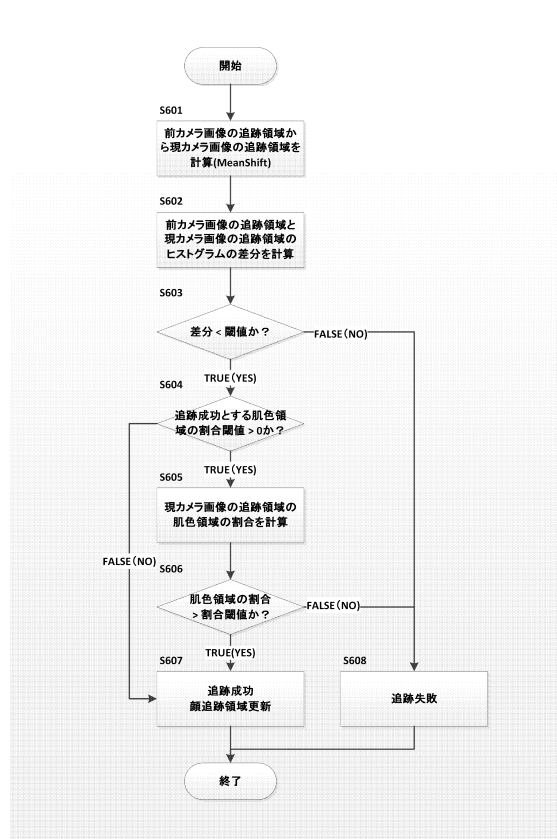 開始
S601
前カメラ画像の追跡領域か
ら現カメラ画像の追跡領域を
計算(MeanShift)
S602
前カメラ画像の追跡領域と
現カメラ画像の追跡領域の
ヒストグラムの差分を計算
S603
差分 < 閾値か？
FALSE（NO）
TRUE（YES）
S604
追跡成功とする肌色領
域の割合閾値 > 0か？
TRUE（YES）
S605
現カメラ画像の追跡領域の
肌色領域の割合を計算
FALSE（NO）
S606
肌色領域の割合
> 割合閾値か？
FALSE（NO）
TRUE(YES)
S607
追跡成功
顔追跡領域更新
S608
追跡失敗
終了